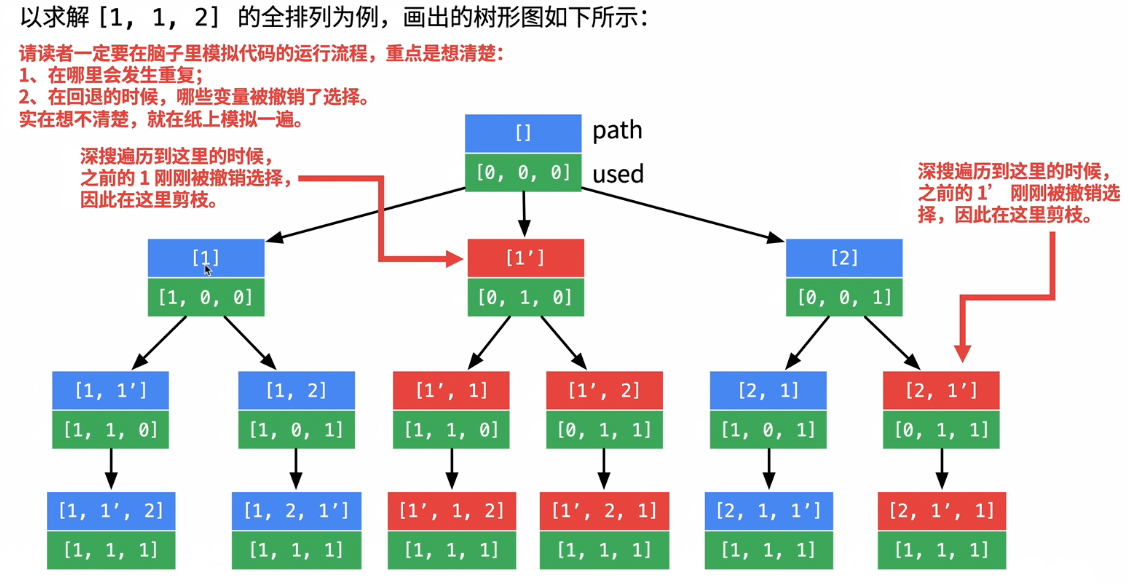 以求解 [1, 1, 2] 的全排列为例，画出的树形图如下所示：
请读者一定要在脑子里模拟代码的运行流程，重点是想清楚：
1、在哪里会发生重复；
2、在回退的时候，哪些变量被撤销了选择。
实在想不清楚，就在纸上模拟一遍。
深搜遍历到这里的时候，
之前的 1 刚刚被撤销选择，
因此在这里剪枝。
[] path
[0, 0, 0] used
深搜遍历到这里的时候，
之前的 1’ 刚刚被撤销选
择，因此在这里剪枝。
[1] [1’] [2]
[1, 0, 0] [0, 1, 0] [0, 0, 1]
[1, 1’] [1, 2] [1’, 1] [1’, 2] [2, 1] [2, 1’]
[1, 1, 0] [1, 0, 1] [1, 1, 0] [0, 1, 1] [1, 0, 1] [0, 1, 1]
[1, 1’, 2] [1, 2, 1’] [1’, 1, 2] [1’, 2, 1] [2, 1, 1’] [2, 1’, 1]
[1, 1, 1] [1, 1, 1] [1, 1, 1] [1, 1, 1] [1, 1, 1] [1, 1, 1]